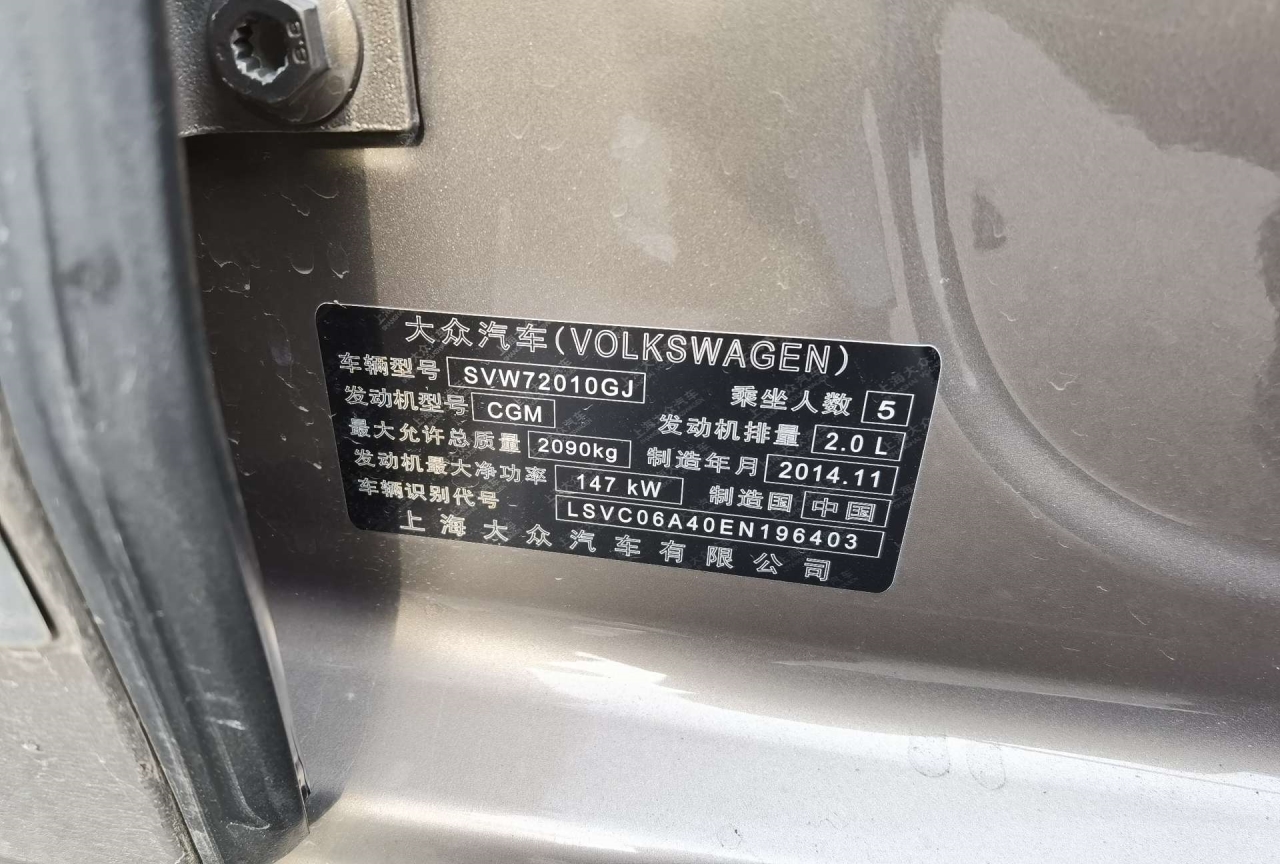 大众汽车(VOLKSWAGEN)
车辆型号 SVW72010GJ 乘坐人数 5
发动机型号 CGM 发动机排量 2.0 L
最大允许总质量 2090kg 制造年月 2014.11
发动机最大净功率 147 kW 制造国 中国
车辆识别代号 LSVC06A40EN196403
上海大众汽车有限公司